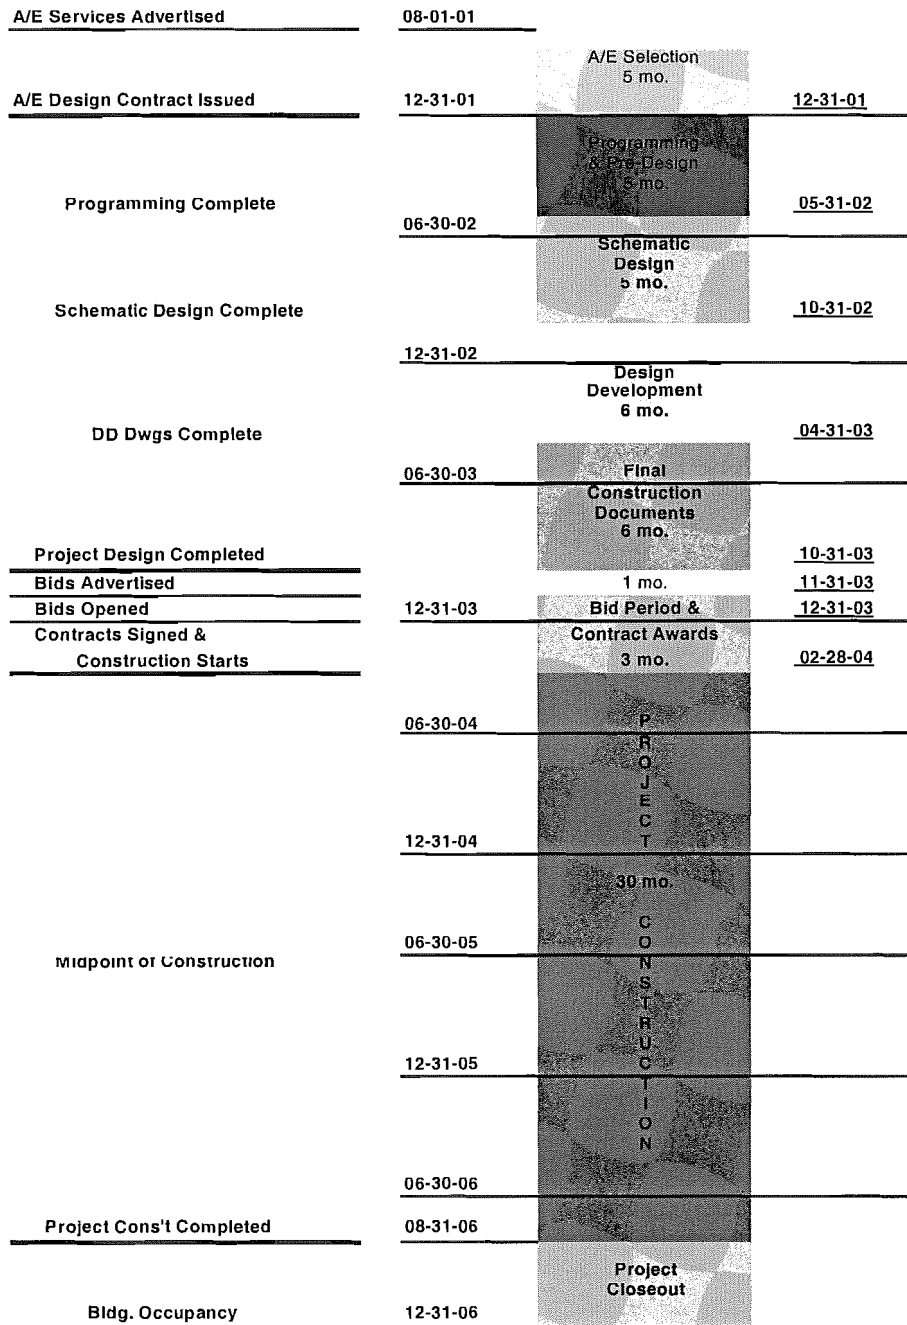 A/E Services Advertised 08-01-01
A/E Selection
5 mo.
A/E Design Contract Issued 12-31-01 12-31-01
Programming
& Pre-Design
5 mo.
Programming Complete 05-31-02
06-30-02
Schematic
Design
5 mo.
Schematic Design Complete 10-31-02
12-31-02
Design
Development
6 mo.
DD Dwgs Complete 04-31-03
06-30-03 Final
Construction
Documents
6 mo.
Project Design Completed 10-31-03
Bids Advertised 1 mo. 11-31-03
Bids Opened 12-31-03 Bid Period & 12-31-03
Contracts Signed & Contract Awards
Construction Starts 3 mo. 02-28-04
06-30-04
PROJECT
12-31-04
30 mo.
06-30-05
CONSTRUCTION
Midpoint of Construction
12-31-05
06-30-06
Project Cons't Completed 08-31-06
Project
Closeout
Bldg. Occupancy 12-31-06